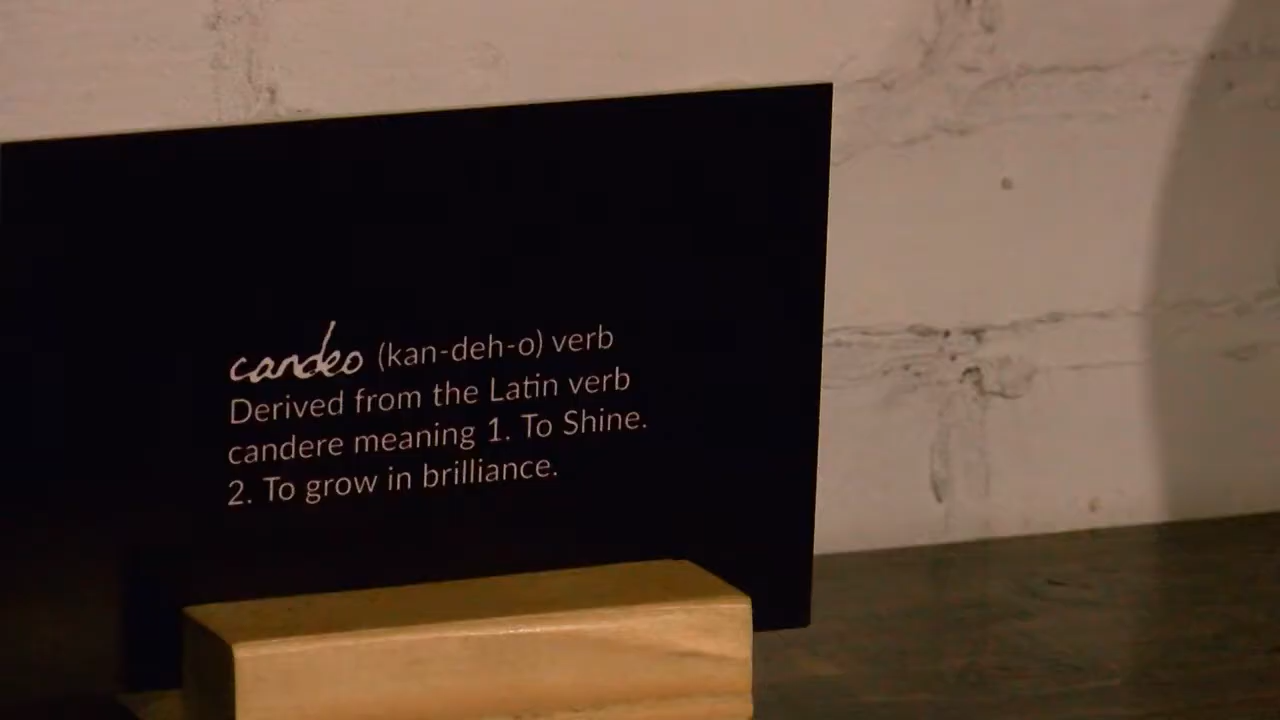 candeo (kan-deh-o) verb
Derived from the Latin verb
candere meaning 1. To Shine.
2. To grow in brilliance.